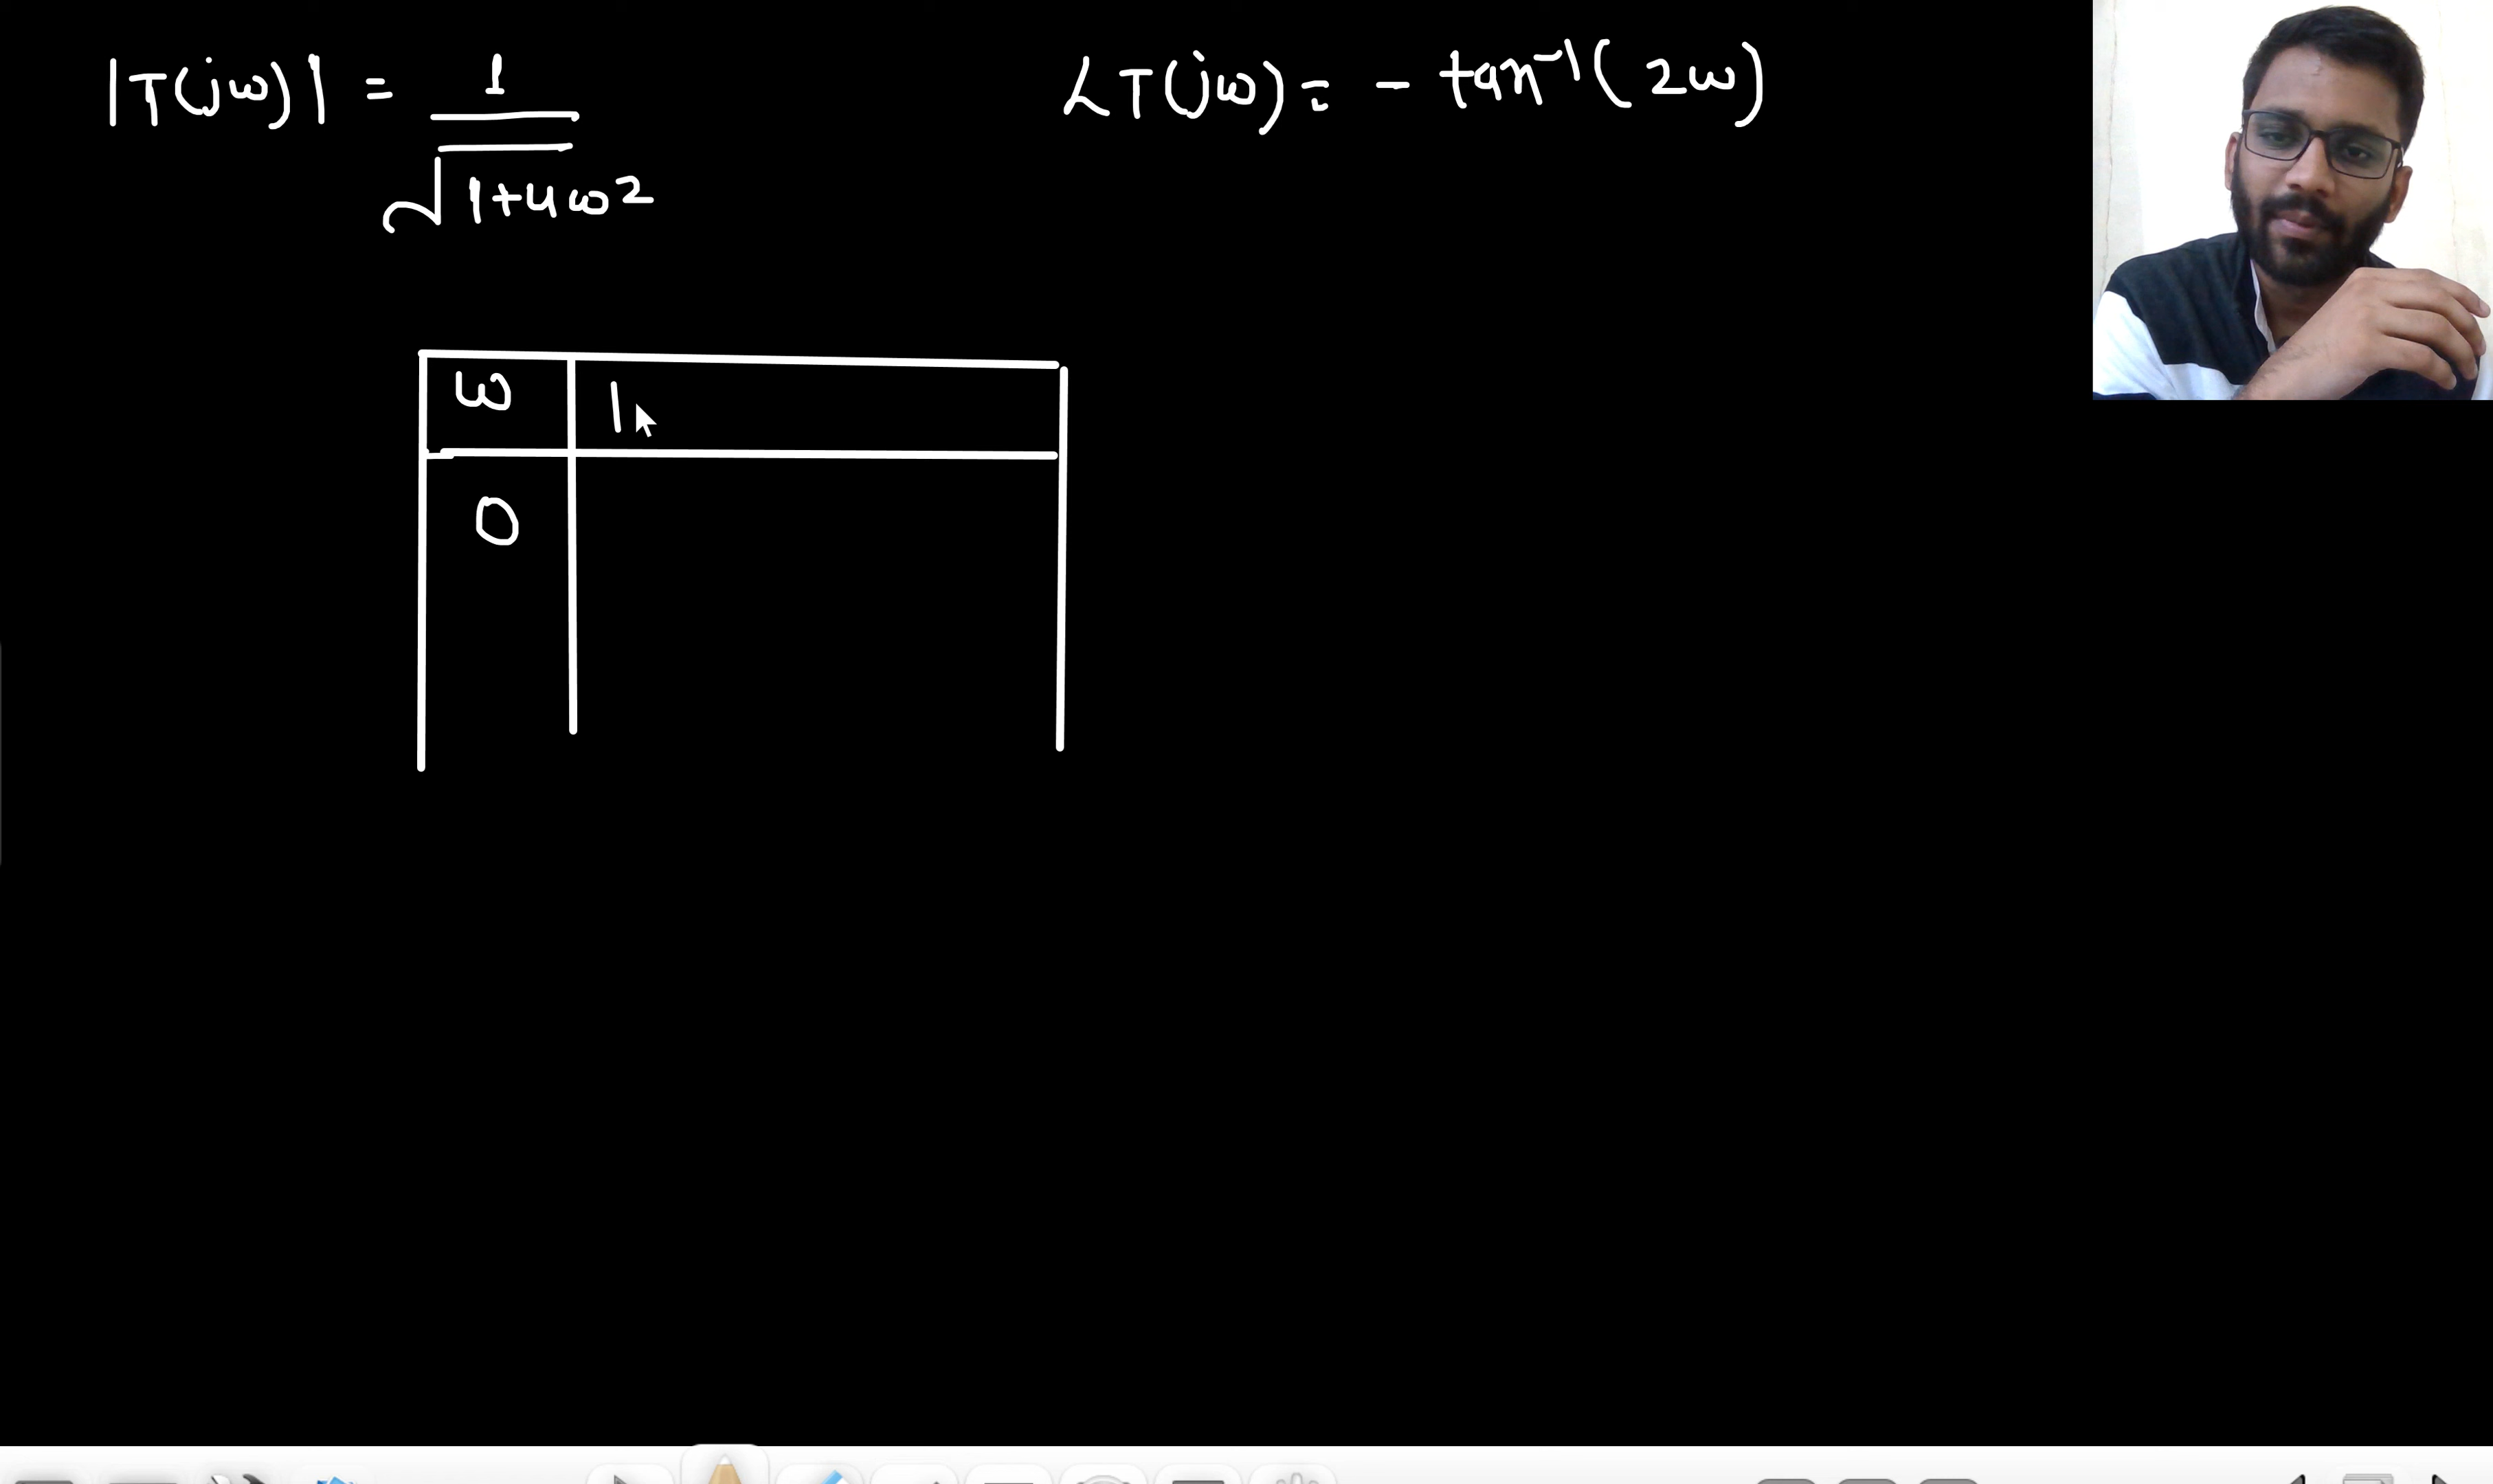 |T(jω)| = 1/√1+4ω²
∠T(jω) = - tan⁻¹(2ω)
ω |
0